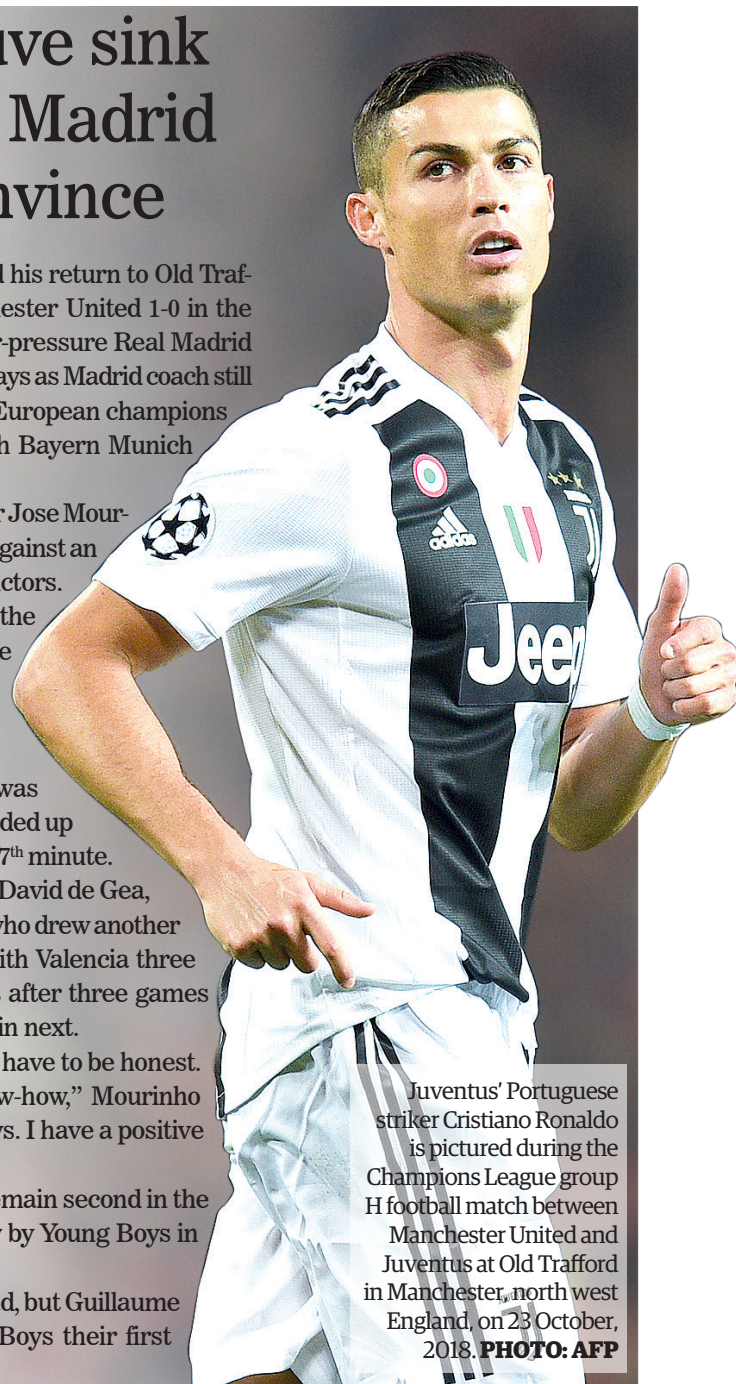 uve sink
Madrid
nvince
his return to Old Traf-
ester United 1-0 in the
r-pressure Real Madrid
ays as Madrid coach still
European champions
h Bayern Munich
r Jose Mour-
gainst an
ctors.
the
e
was
ded up
7th minute.
David de Gea,
who drew another
ith Valencia three
s after three games
in next.
have to be honest.
w-how,” Mourinho
ys. I have a positive
emain second in the
y by Young Boys in
d, but Guillaume
Boys their first
adidas
Jeep
Juventus’ Portuguese
striker Cristiano Ronaldo
is pictured during the
Champions League group
H football match between
Manchester United and
Juventus at Old Trafford
in Manchester, north west
England, on 23 October,
2018. PHOTO: AFP